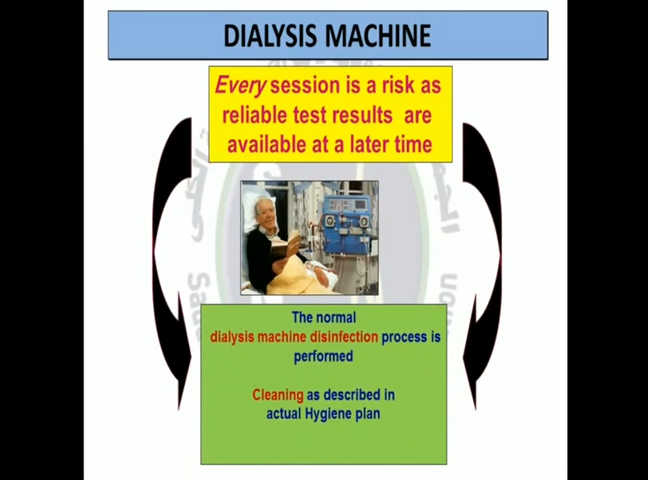 DIALYSIS MACHINE
Every session is a risk as
reliable test results are
available at a later time
The normal
dialysis machine disinfection process is
performed
Cleaning as described in
actual Hygiene plan